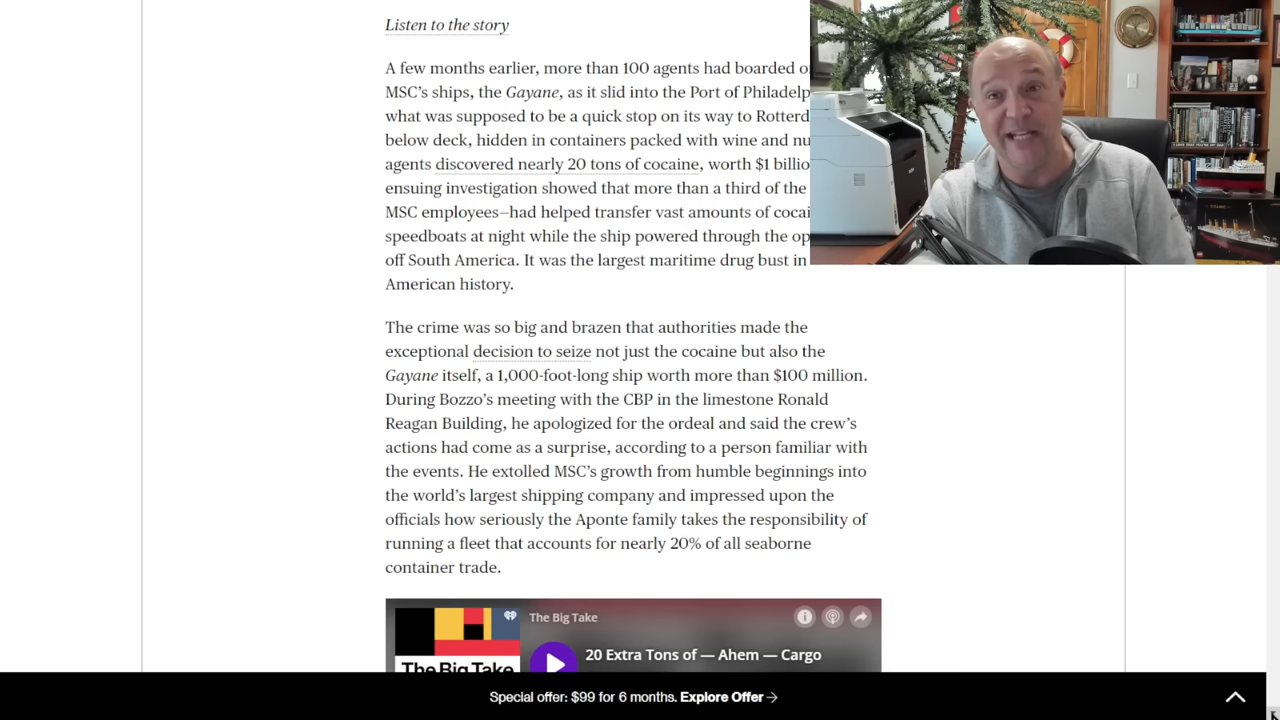 Listen to the story
A few months earlier, more than 100 agents had boarded o
MSC's ships, the Gayane, as it slid into the Port of Philadelp
what was supposed to be a quick stop on its way to Rotterd
below deck, hidden in containers packed with wine and nu
agents discovered nearly 20 tons of cocaine, worth $1 billio
ensuing investigation showed that more than a third of the
MSC employees—had helped transfer vast amounts of cocai
speedboats at night while the ship powered through the op
off South America. It was the largest maritime drug bust in
American history.
The crime was so big and brazen that authorities made the
exceptional decision to seize not just the cocaine but also the
Gayane itself, a 1,000-foot-long ship worth more than $100 million.
During Bozzo's meeting with the CBP in the limestone Ronald
Reagan Building, he apologized for the ordeal and said the crew's
actions had come as a surprise, according to a person familiar with
the events. He extolled MSC's growth from humble beginnings into
the world's largest shipping company and impressed upon the
officials how seriously the Aponte family takes the responsibility of
running a fleet that accounts for nearly 20% of all seaborne
container trade.
The Big Take
20 Extra Tons of — Ahem — Cargo
The Big Take
Special offer: $99 for 6 months. Explore Offer →